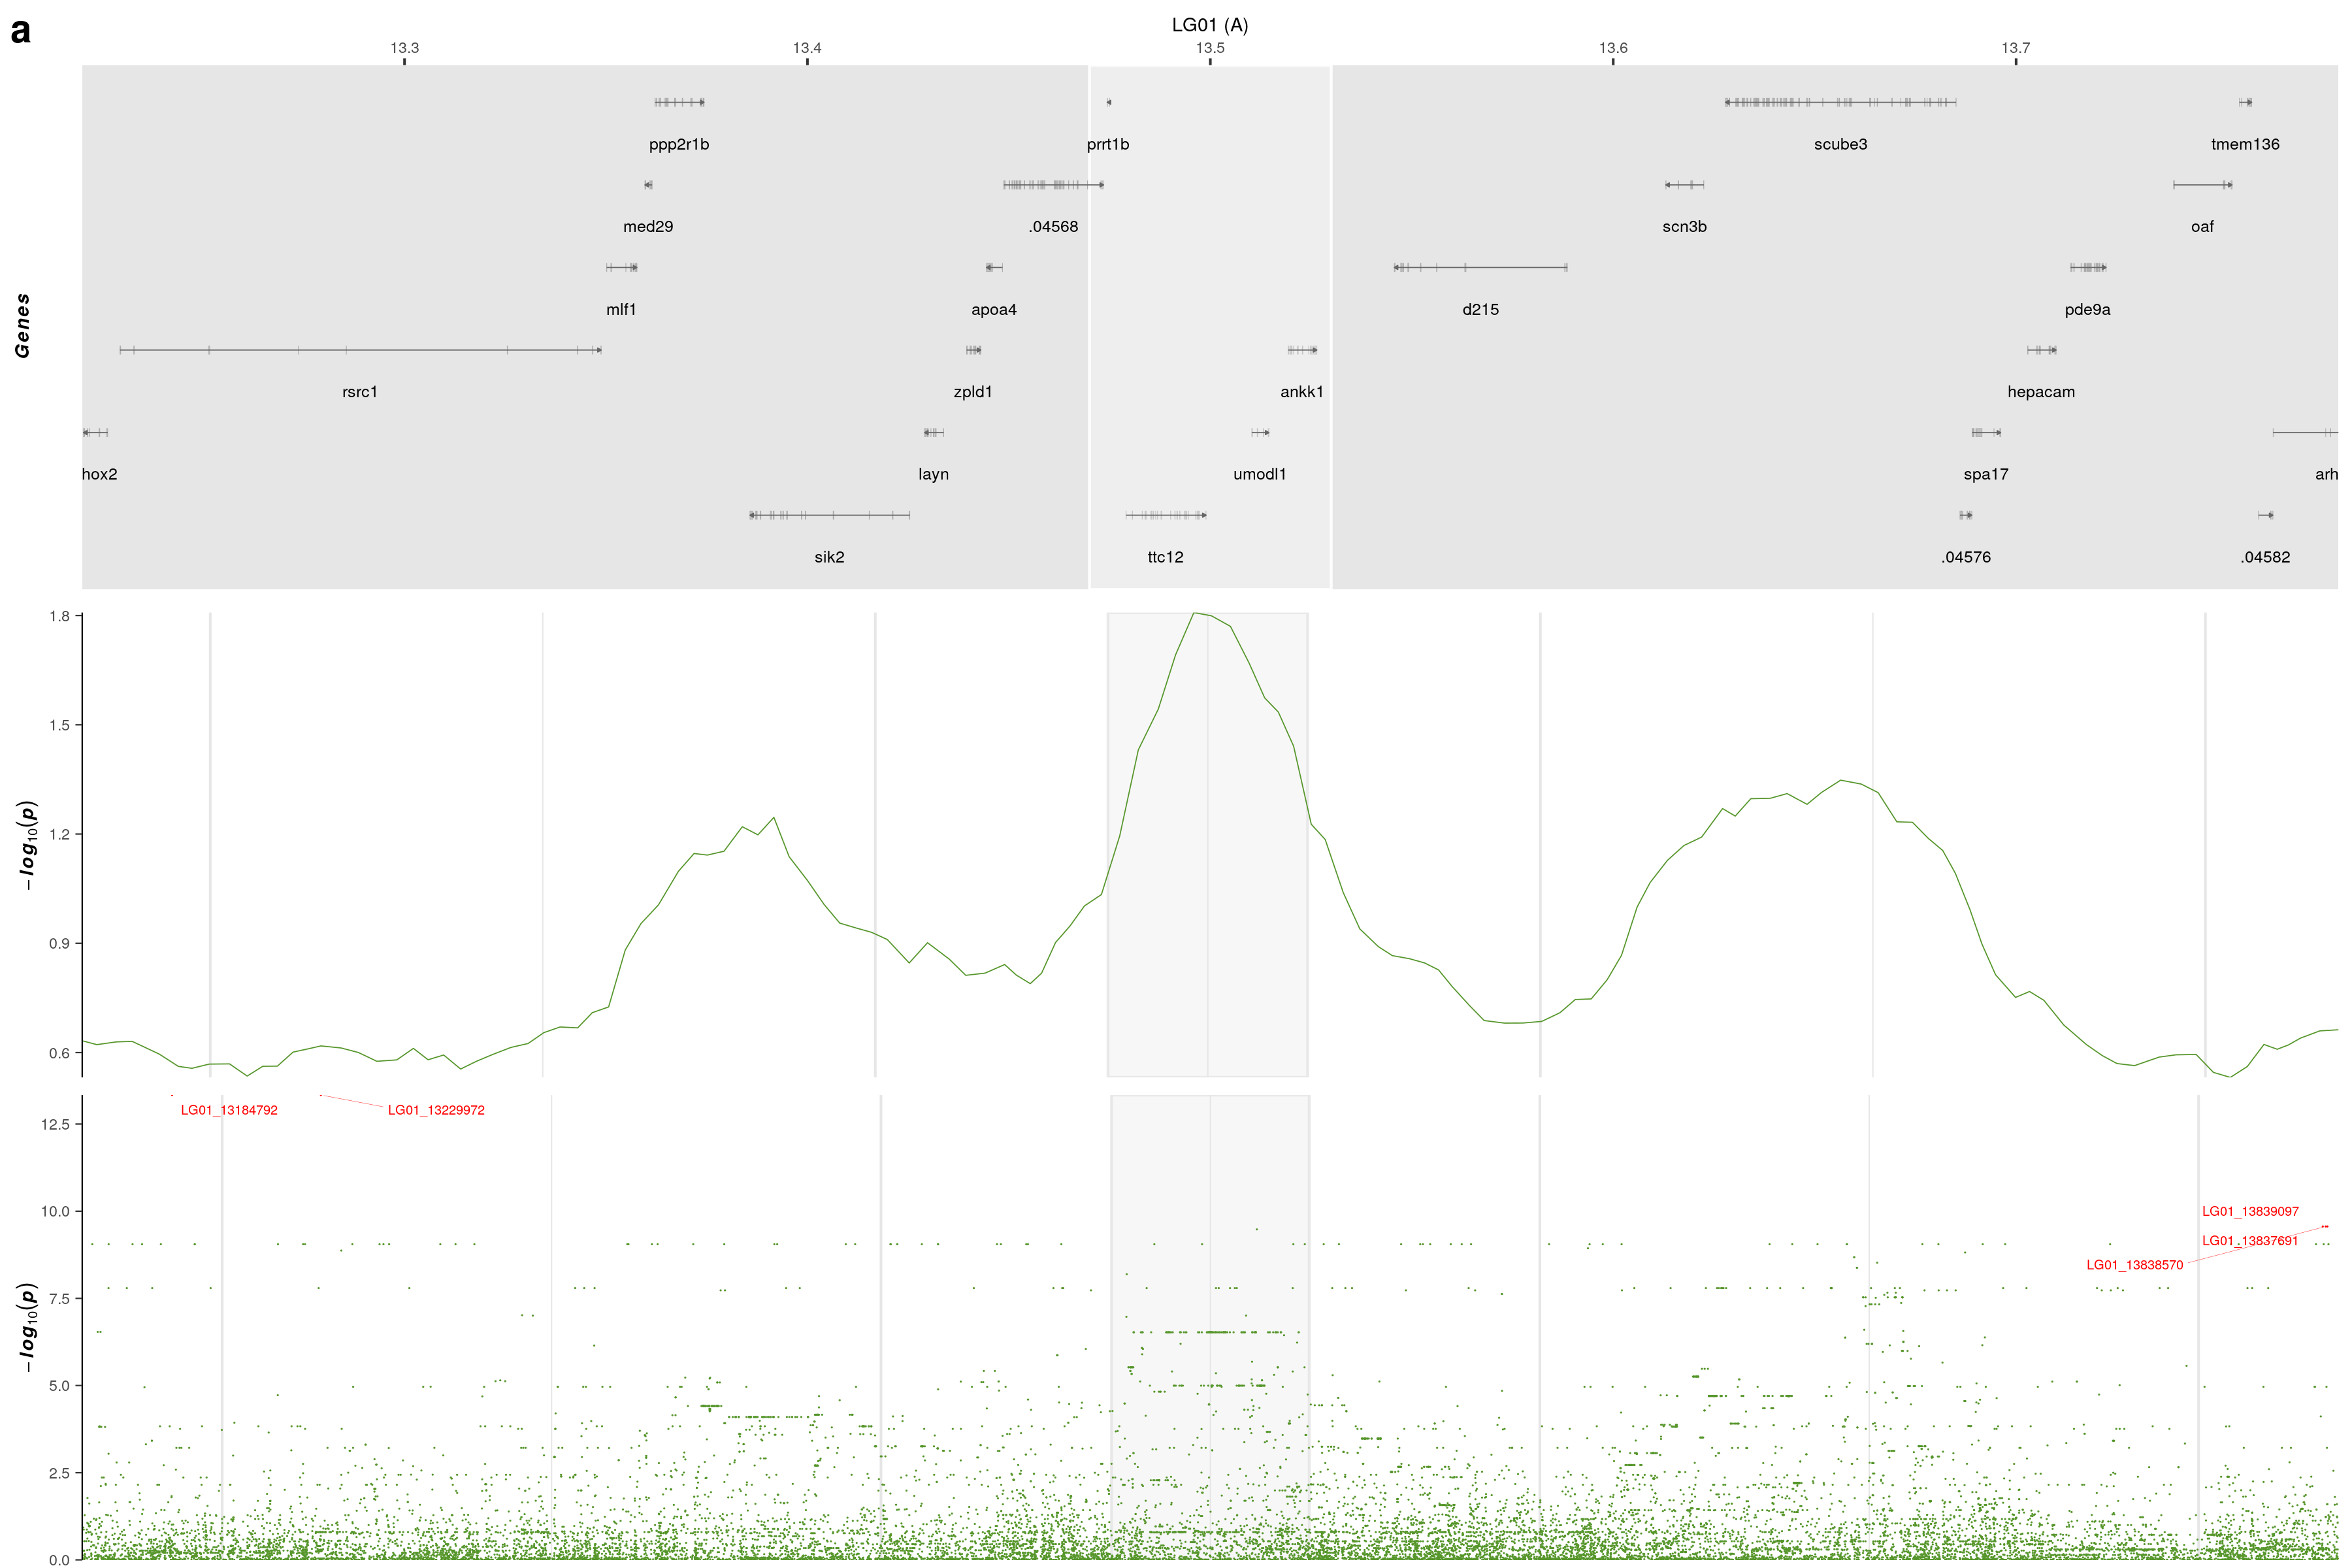 a
LG01 (A)
13.3 13.4 13.5 13.6 13.7
Genes
ppp2r1b prrt1b scube3 tmem136
med29 .04568 scn3b oaf
mlf1 apoa4 d215 pde9a
rsrc1 zpld1 ankk1 hepacam
hox2 layn umodl1 spa17 arh
sik2 ttc12 .04576 .04582
−log10(p)
1.8
1.5
1.2
0.9
0.6
−log10(p)
LG01_13184792 LG01_13229972
12.5
10.0 LG01_13839097
LG01_13837691
LG01_13838570
7.5
5.0
2.5
0.0